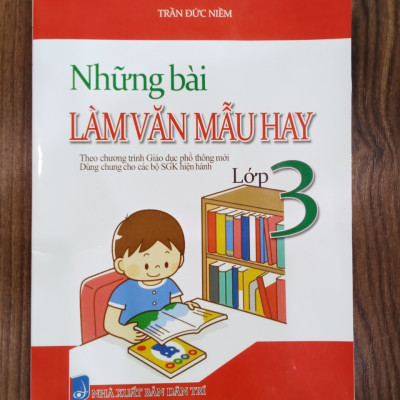 TRẦN ĐỨC NIỀM
Những bài
LÀM VĂN MẪU HAY
Theo chương trình Giáo dục phổ thông mới
Dùng chung cho các bộ SGK hiện hành
Lớp 3
NHÀ XUẤT BẢN DÂN TRÍ